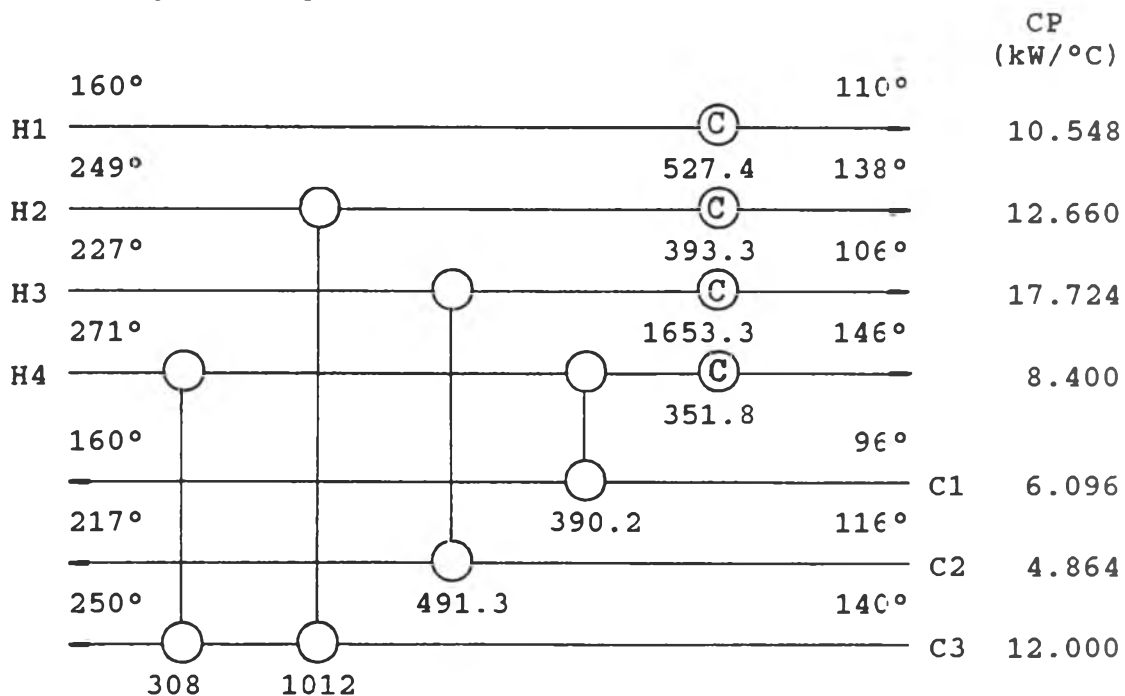 CP
(kW/°C)
160° 110°
H1 C 10.548
249° 527.4 138°
H2 C 12.660
227° 393.3 106°
H3 C 17.724
271° 1653.3 146°
H4 C 8.400
351.8
160° 96°
C1 6.096
217° 390.2 116°
C2 4.864
250° 491.3 140°
C3 12.000
308 1012